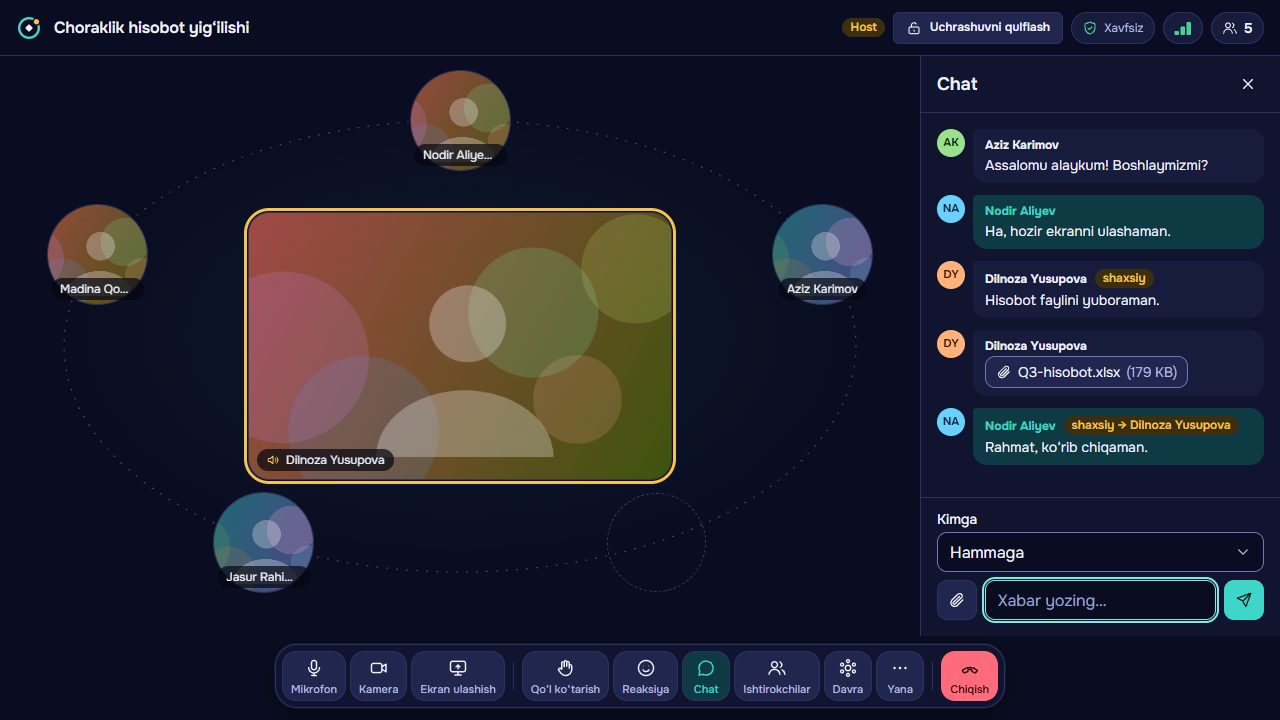 Choraklik hisobot yig‘ilishi
Host
Uchrashuvni qulflash
Xavfsiz
5
Nodir Aliye...
Madina Qo...
Aziz Karimov
Dilnoza Yusupova
Jasur Rahi...
Chat
AK
Aziz Karimov
Assalomu alaykum! Boshlaymizmi?
NA
Nodir Aliyev
Ha, hozir ekranni ulashaman.
DY
Dilnoza Yusupova shaxsiy
Hisobot faylini yuboraman.
DY
Dilnoza Yusupova
Q3-hisobot.xlsx (179 KB)
NA
Nodir Aliyev shaxsiy → Dilnoza Yusupova
Rahmat, ko‘rib chiqaman.
Kimga
Hammaga
Xabar yozing...
Mikrofon
Kamera
Ekran ulashish
Qo‘l ko‘tarish
Reaksiya
Chat
Ishtirokchilar
Davra
Yana
Chiqish